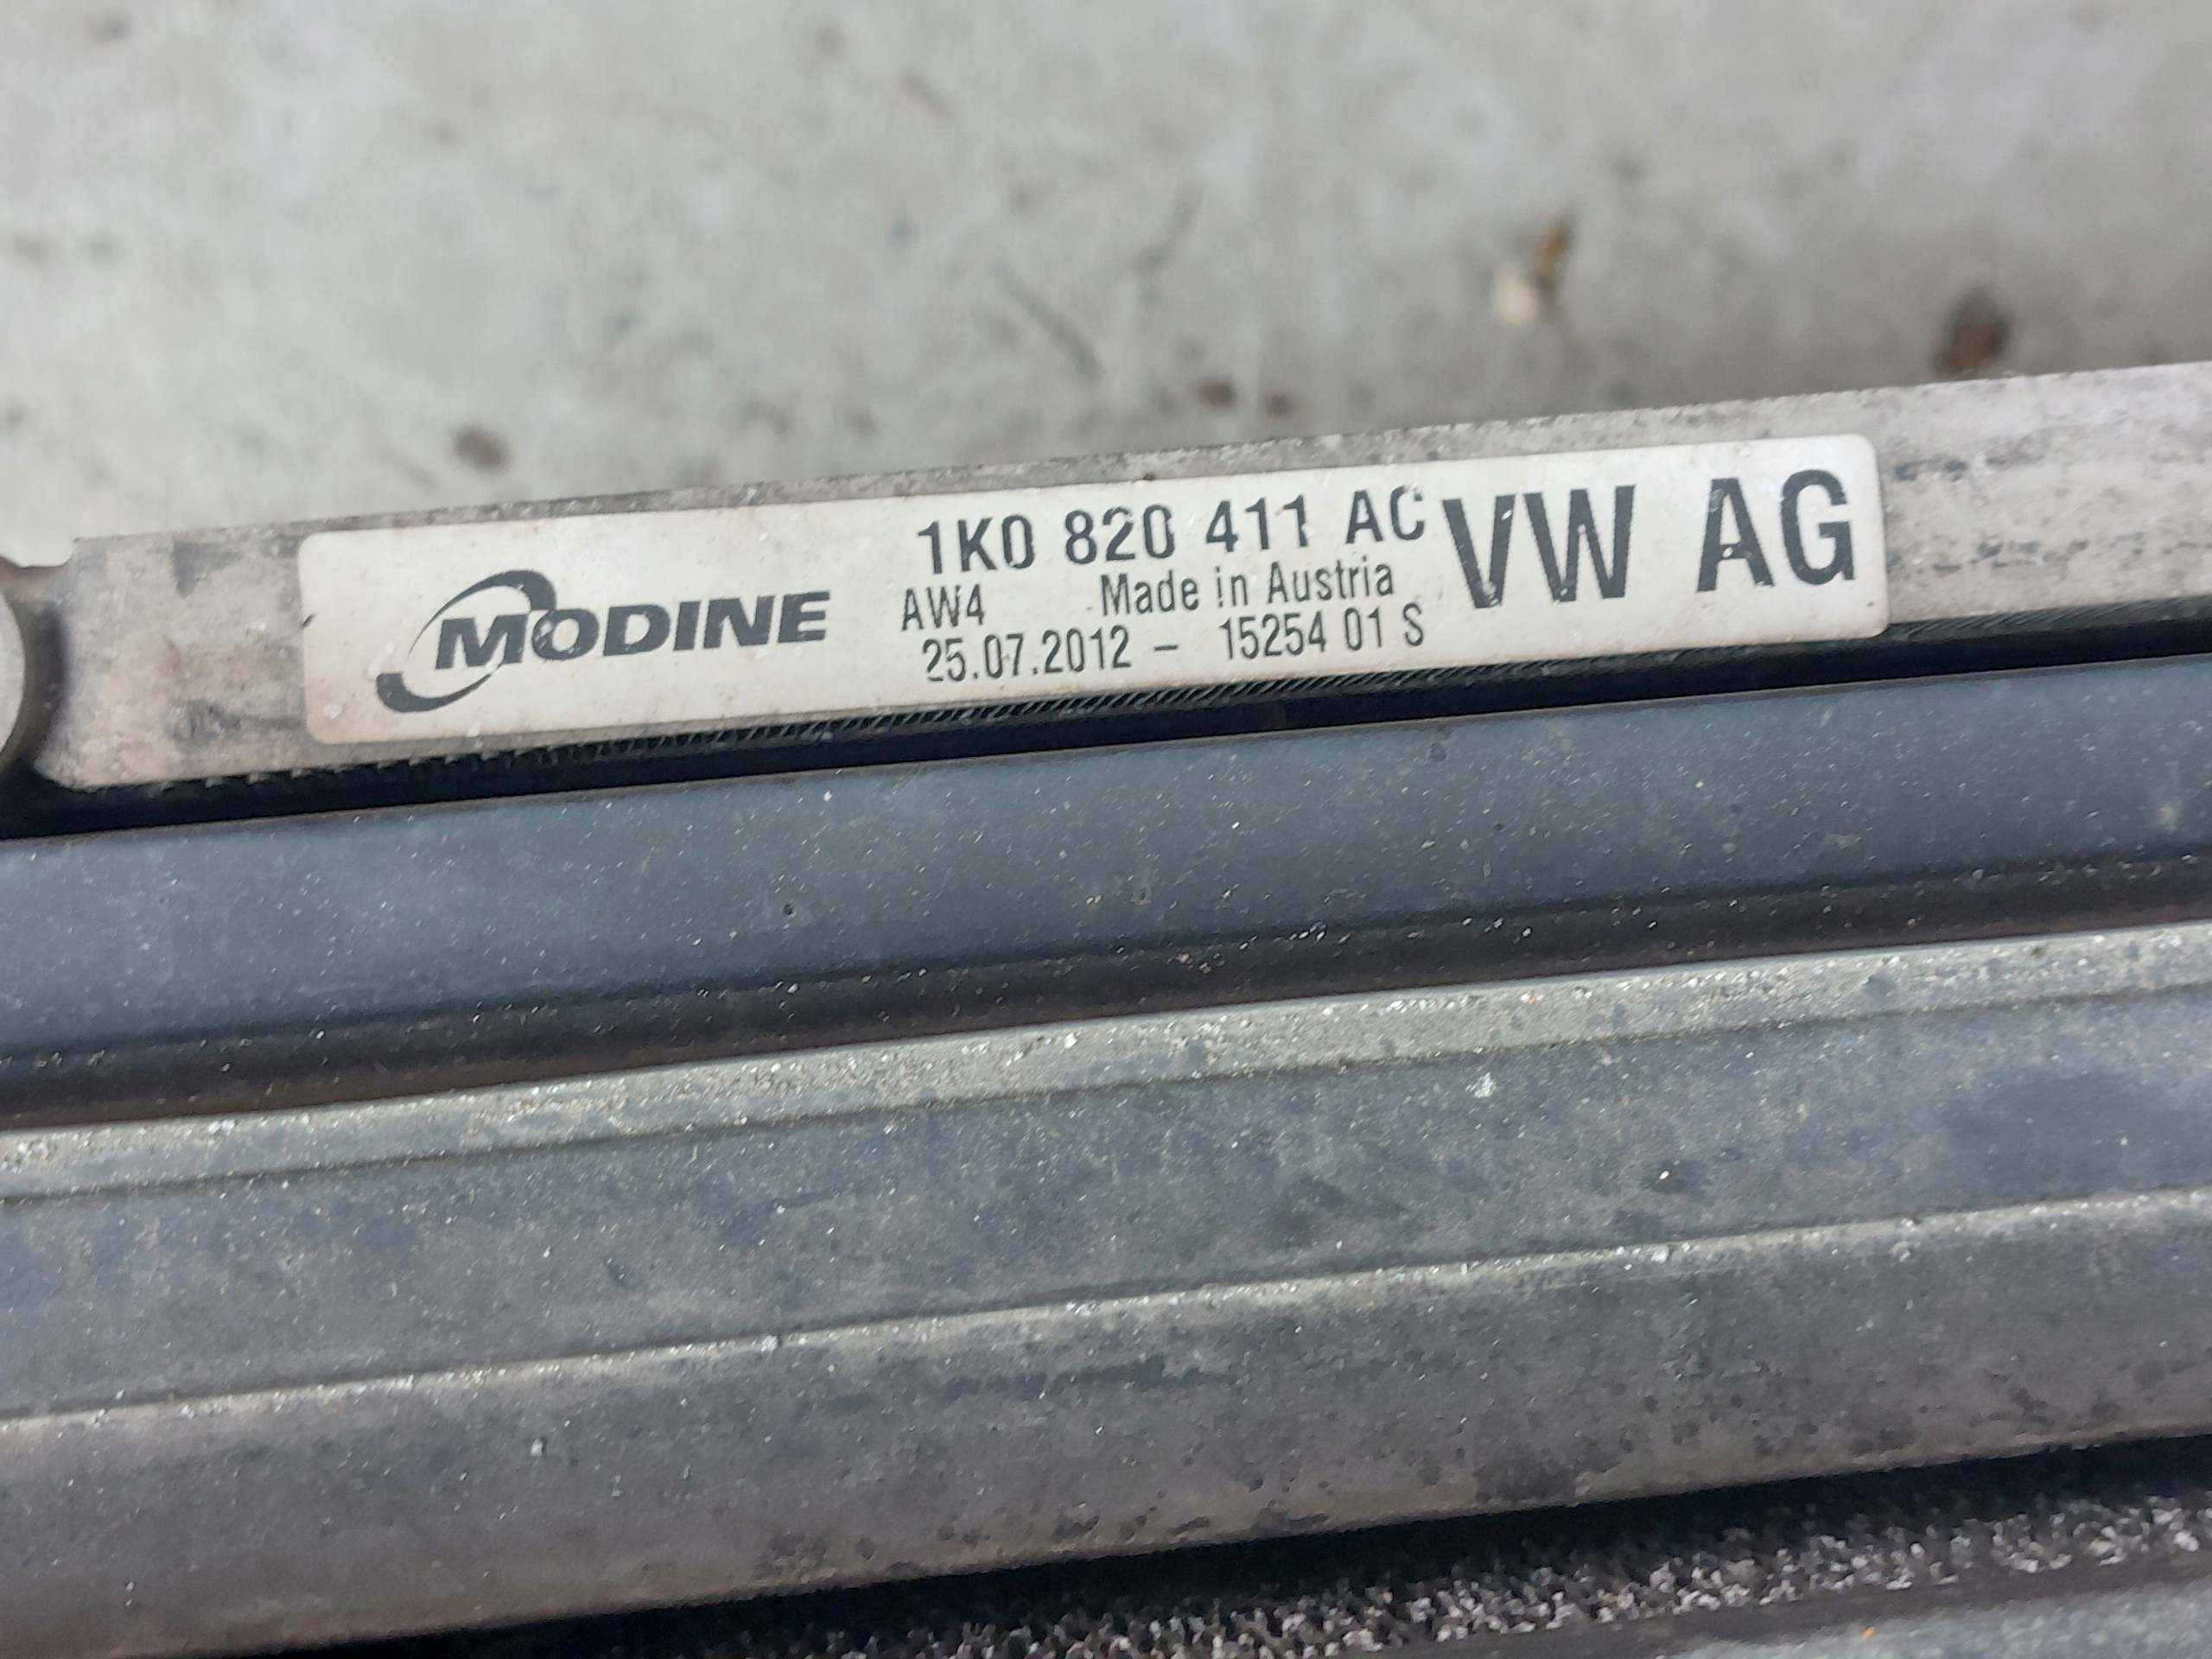 MODINE
1K0 820 411 AC
AW4 Made in Austria
25.07.2012 - 15254 01 S
VW AG